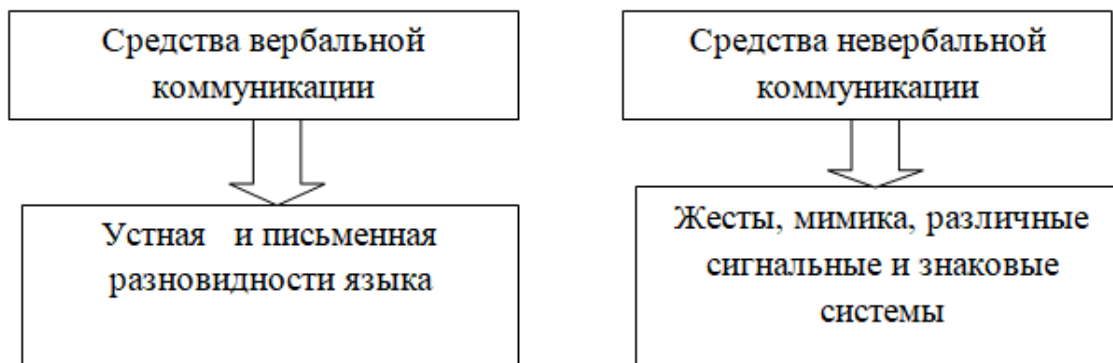 Средства вербальной
коммуникации
Средства невербальной
коммуникации
Устная и письменная
разновидности языка
Жесты, мимика, различные
сигнальные и знаковые
системы